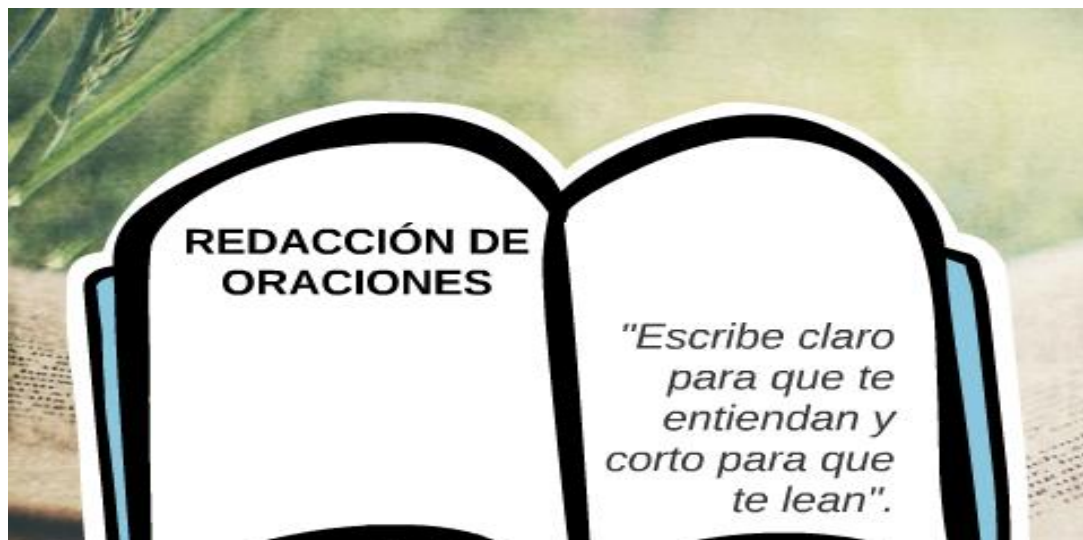 REDACCIÓN DE
ORACIONES
"Escribe claro
para que te
entiendan y
corto para que
te lean".